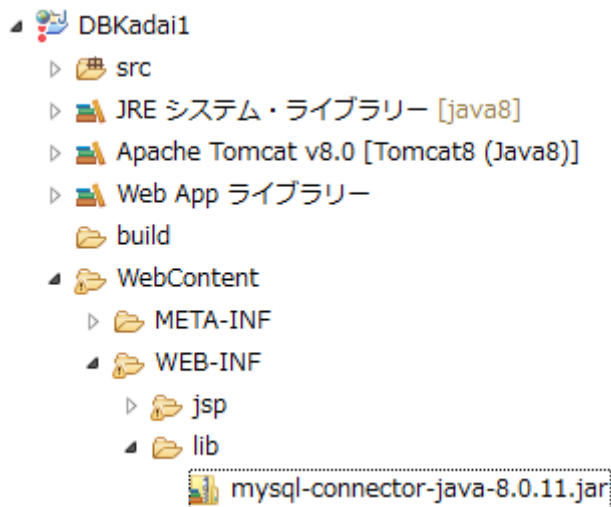 DBKadai1
src
JRE システム・ライブラリー [java8]
Apache Tomcat v8.0 [Tomcat8 (Java8)]
Web App ライブラリー
build
WebContent
META-INF
WEB-INF
jsp
lib
mysql-connector-java-8.0.11.jar